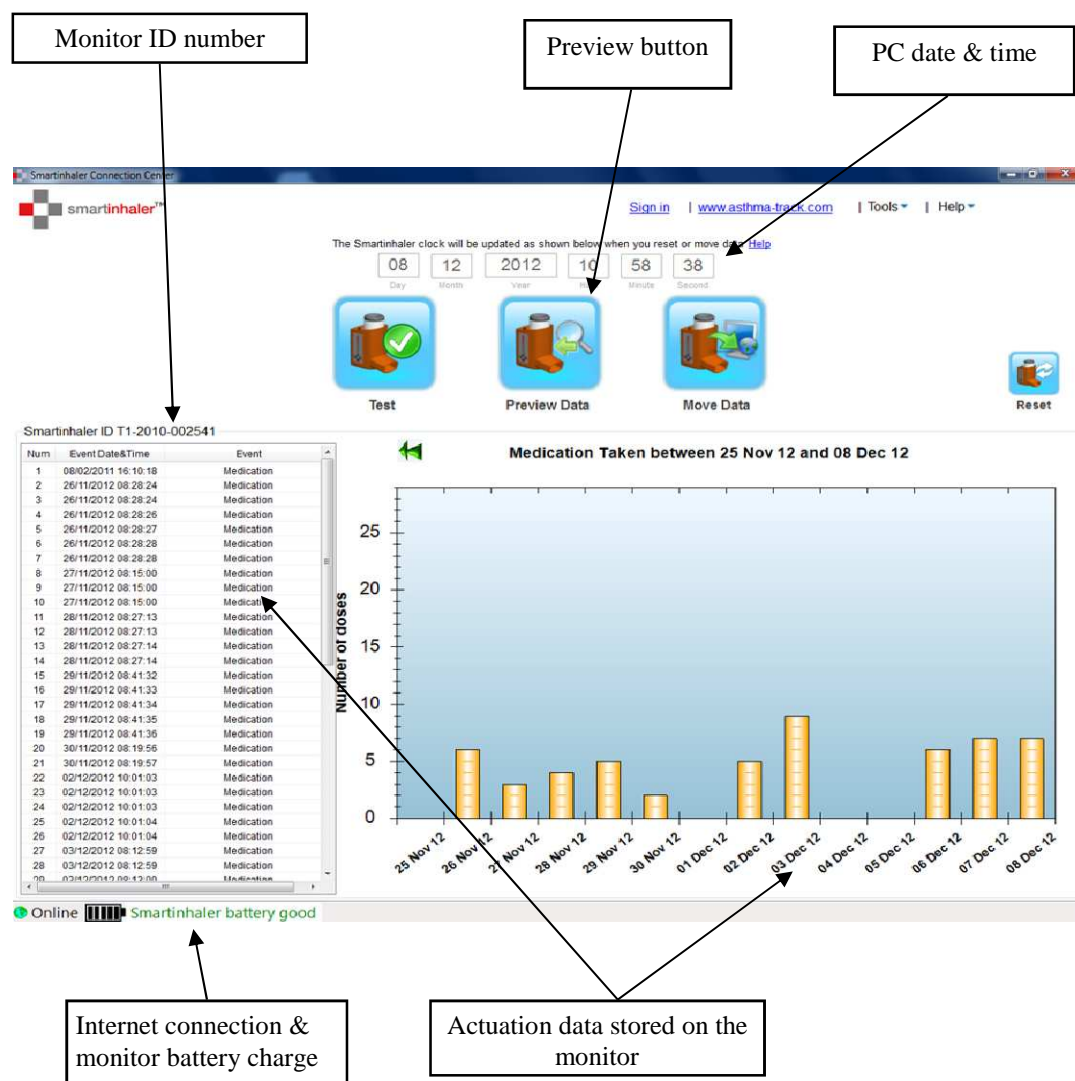 Monitor ID number
Preview button
PC date & time
Smartinhaler Connection Center
smartinhaler™
Sign in | www.asthma-track.com | Tools | Help
The Smartinhaler clock will be updated as shown below when you reset or move data Help
08 12 2012 10 58 38
Day Month Year Minute Second
Test Preview Data Move Data Reset
Smartinhaler ID T1-2010-002541
Num Event Date&Time Event
1 08/02/2011 16:10:18 Medication
2 26/11/2012 08:28:24 Medication
3 26/11/2012 08:28:24 Medication
4 26/11/2012 08:28:26 Medication
5 26/11/2012 08:28:27 Medication
6 26/11/2012 08:28:28 Medication
7 26/11/2012 08:28:28 Medication
8 27/11/2012 08:15:00 Medication
9 27/11/2012 08:15:00 Medication
10 27/11/2012 08:15:00 Medication
11 28/11/2012 08:27:13 Medication
12 28/11/2012 08:27:13 Medication
13 28/11/2012 08:27:14 Medication
14 28/11/2012 08:27:14 Medication
15 29/11/2012 08:41:32 Medication
16 29/11/2012 08:41:33 Medication
17 29/11/2012 08:41:34 Medication
18 29/11/2012 08:41:35 Medication
19 29/11/2012 08:41:36 Medication
20 30/11/2012 08:19:56 Medication
21 30/11/2012 08:19:57 Medication
22 02/12/2012 10:01:03 Medication
23 02/12/2012 10:01:03 Medication
24 02/12/2012 10:01:03 Medication
25 02/12/2012 10:01:04 Medication
26 02/12/2012 10:01:04 Medication
27 03/12/2012 08:12:59 Medication
28 03/12/2012 08:12:59 Medication
Medication Taken between 25 Nov 12 and 08 Dec 12
Number of doses
25
20
15
10
5
0
25 Nov 12
26 Nov 12
27 Nov 12
28 Nov 12
29 Nov 12
30 Nov 12
01 Dec 12
02 Dec 12
03 Dec 12
04 Dec 12
05 Dec 12
06 Dec 12
07 Dec 12
08 Dec 12
Online Smartinhaler battery good
Internet connection &
monitor battery charge
Actuation data stored on the
monitor